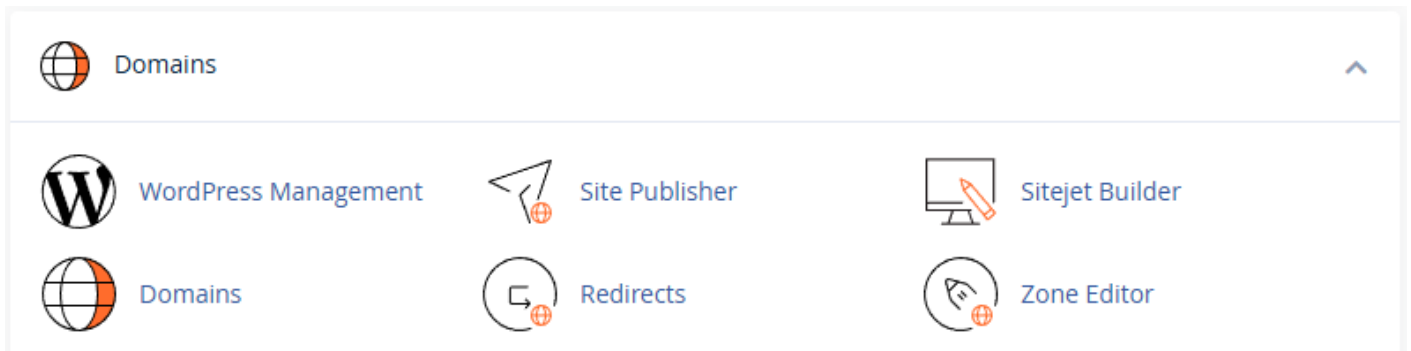 Domains
WordPress Management
Site Publisher
Sitejet Builder
Domains
Redirects
Zone Editor